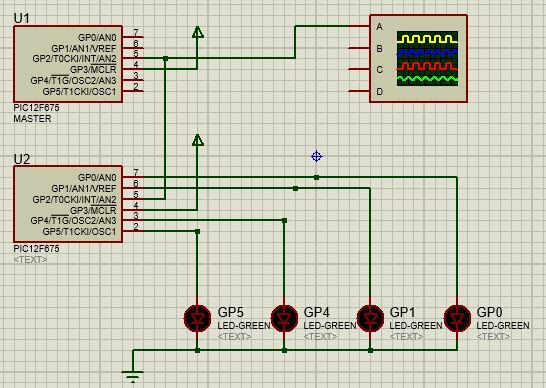 U1
GP0/AN0
GP1/AN1/VREF
GP2/T0CKI/INT/AN2
GP3/MCLR
GP4/T1G/OSC2/AN3
GP5/T1CKI/OSC1
7
6
5
4
3
2
PIC12F675
MASTER
A
B
C
D
U2
GP0/AN0
GP1/AN1/VREF
GP2/T0CKI/INT/AN2
GP3/MCLR
GP4/T1G/OSC2/AN3
GP5/T1CKI/OSC1
7
6
5
4
3
2
PIC12F675
<TEXT>
GP5
LED-GREEN
<TEXT>
GP4
LED-GREEN
<TEXT>
GP1
LED-GREEN
<TEXT>
GP0
LED-GREEN
<TEXT>